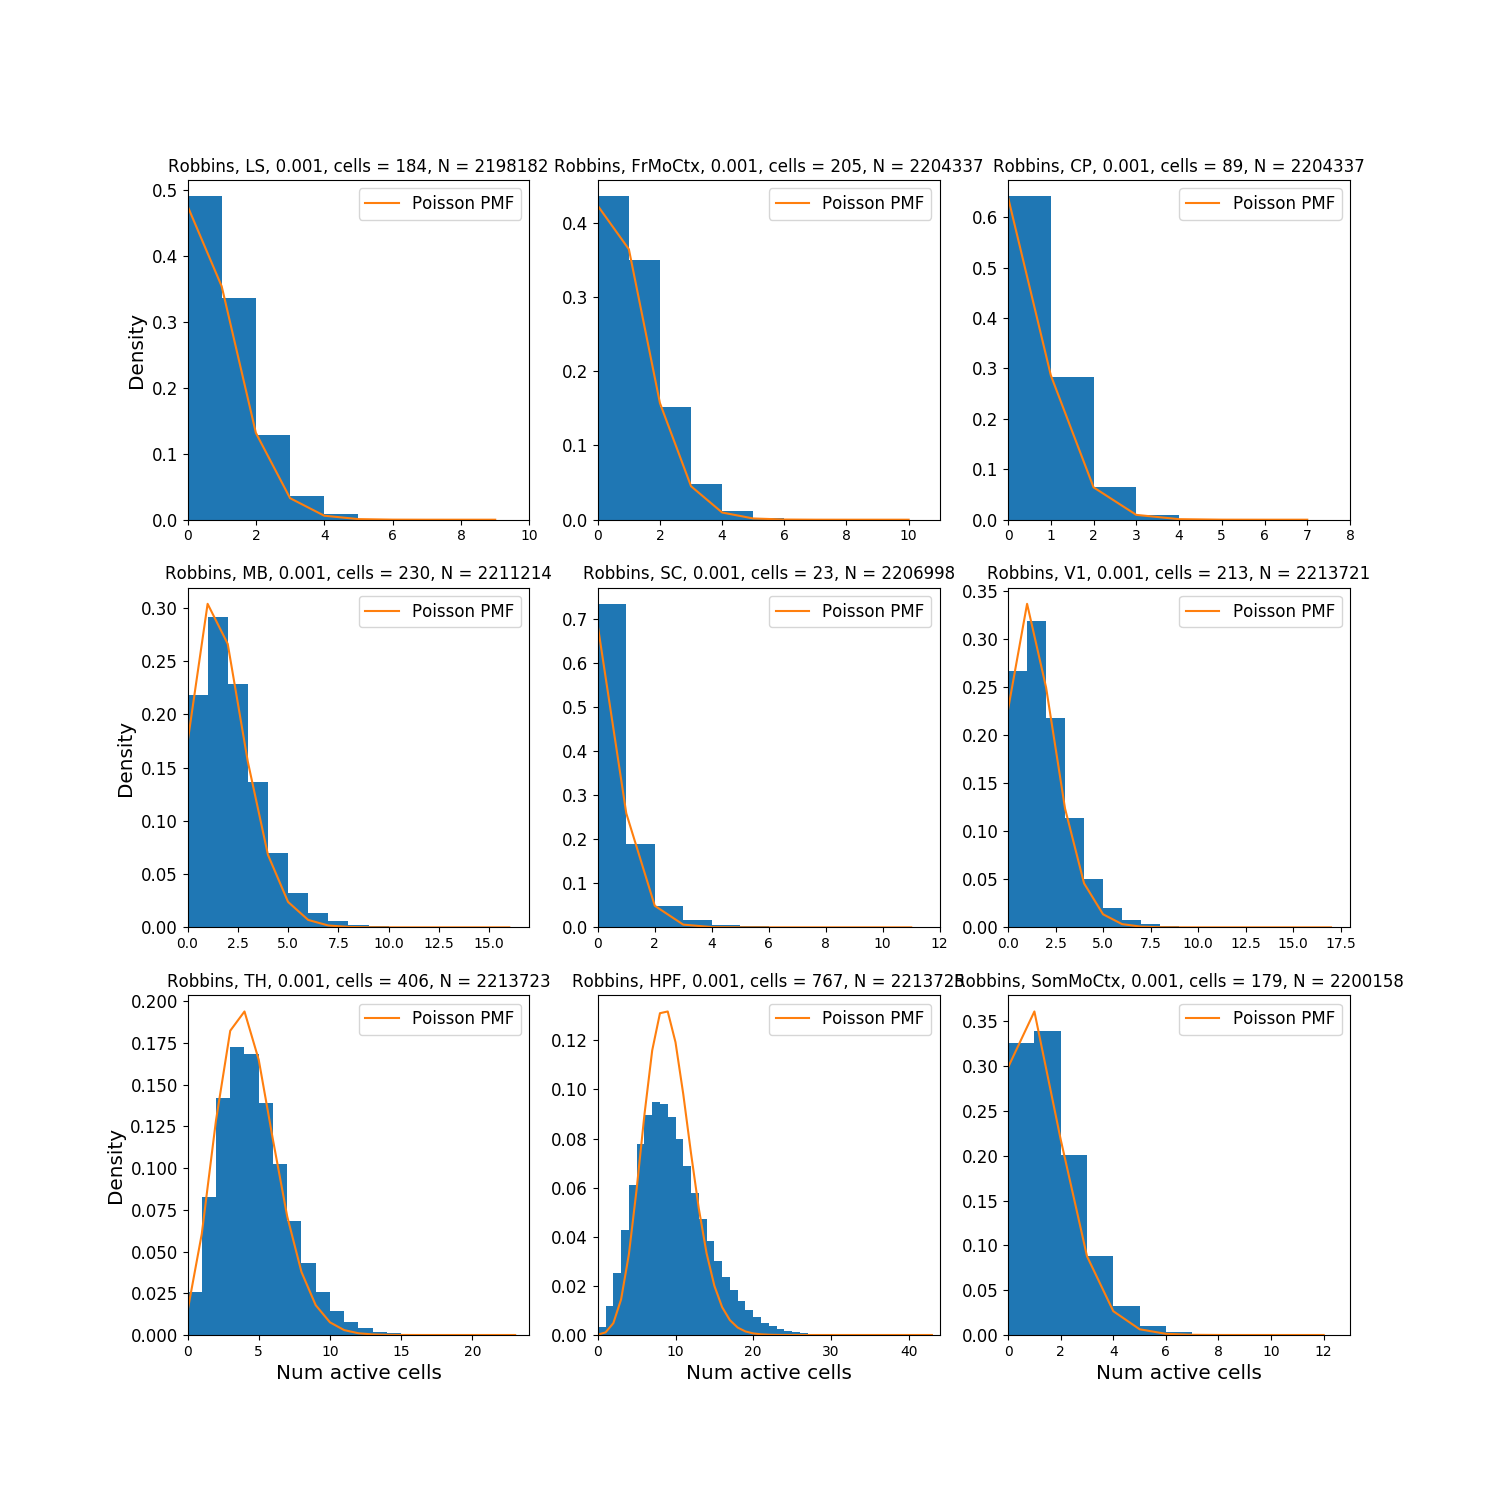 Robbins, LS, 0.001, cells = 184, N = 2198182
Robbins, FrMoCtx, 0.001, cells = 205, N = 2204337
Robbins, CP, 0.001, cells = 89, N = 2204337
Poisson PMF
Poisson PMF
Poisson PMF
Density
0.5
0.4
0.3
0.2
0.1
0.0
0 2 4 6 8 10
0.4
0.3
0.2
0.1
0.0
0 2 4 6 8 10
0.6
0.5
0.4
0.3
0.2
0.1
0.0
0 1 2 3 4 5 6 7 8
Robbins, MB, 0.001, cells = 230, N = 2211214
Robbins, SC, 0.001, cells = 23, N = 2206998
Robbins, V1, 0.001, cells = 213, N = 2213721
Poisson PMF
Poisson PMF
Poisson PMF
Density
0.30
0.25
0.20
0.15
0.10
0.05
0.00
0.0 2.5 5.0 7.5 10.0 12.5 15.0
0.7
0.6
0.5
0.4
0.3
0.2
0.1
0.0
0 2 4 6 8 10 12
0.35
0.30
0.25
0.20
0.15
0.10
0.05
0.00
0.0 2.5 5.0 7.5 10.0 12.5 15.0 17.5
Robbins, TH, 0.001, cells = 406, N = 2213723
Robbins, HPF, 0.001, cells = 767, N =
Robbins, SomMoCtx, 0.001, cells = 179, N = 2200158
Poisson PMF
Poisson PMF
Poisson PMF
Density
0.200
0.175
0.150
0.125
0.100
0.075
0.050
0.025
0.000
0 5 10 15 20
Num active cells
0.12
0.10
0.08
0.06
0.04
0.02
0.00
0 10 20 30 40
Num active cells
0.35
0.30
0.25
0.20
0.15
0.10
0.05
0.00
0 2 4 6 8 10 12
Num active cells